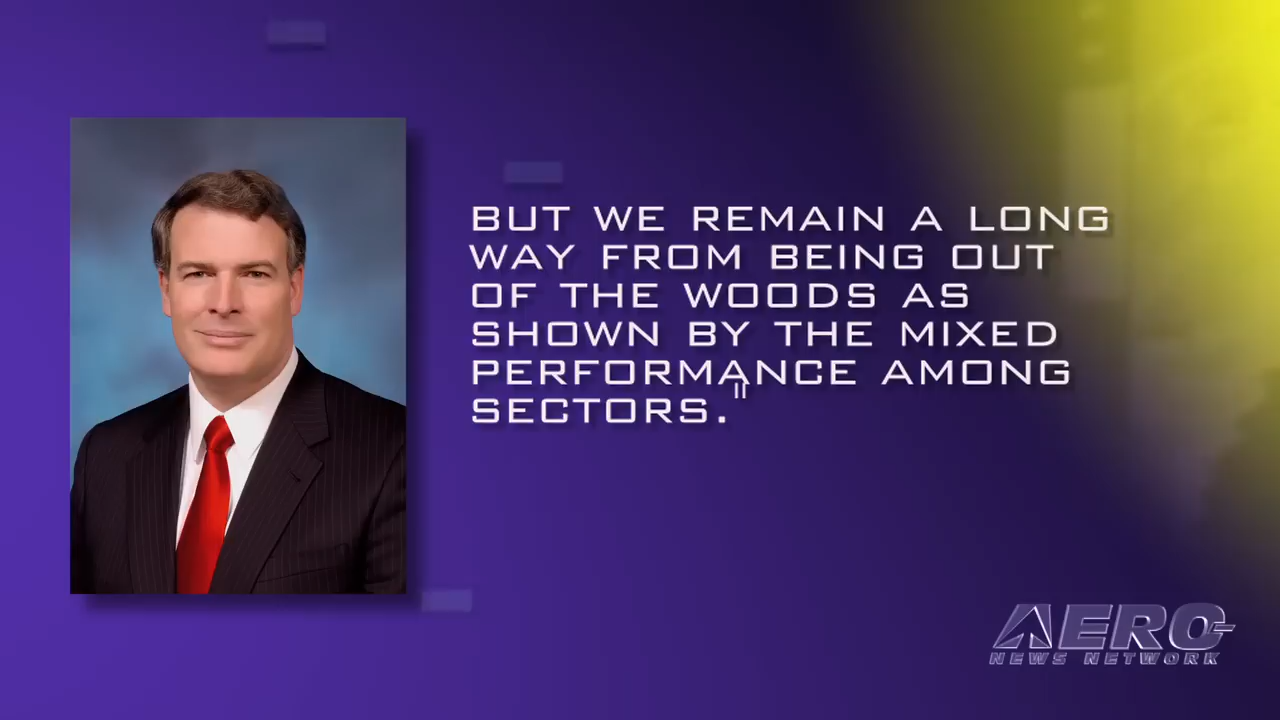 BUT WE REMAIN A LONG
WAY FROM BEING OUT
OF THE WOODS AS
SHOWN BY THE MIXED
PERFORMANCE AMONG
SECTORS."
AERO
NEWS NETWORK